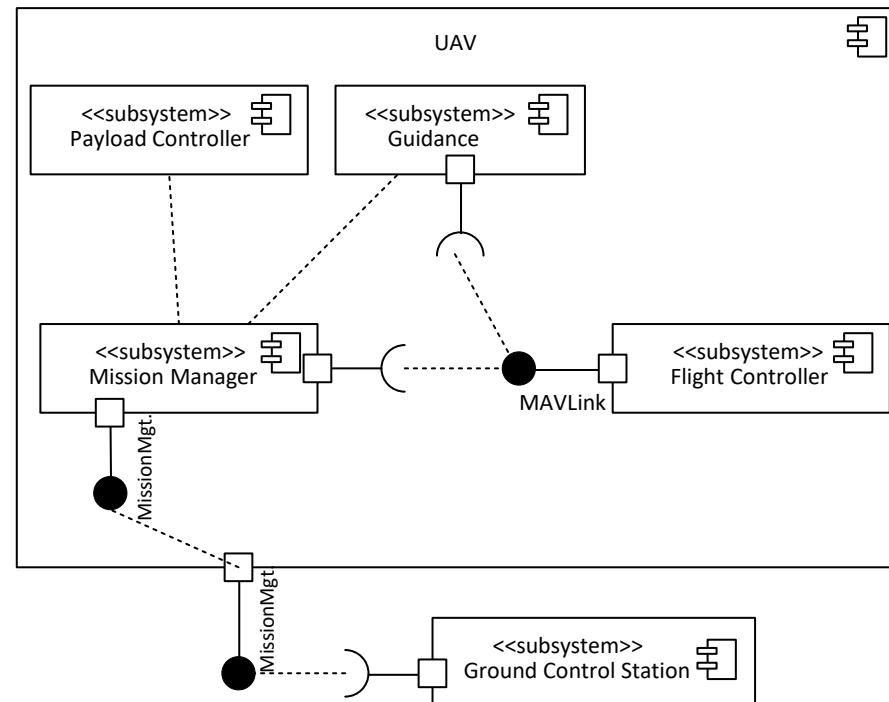 UAV
<<subsystem>>
Payload Controller
<<subsystem>>
Guidance
<<subsystem>>
Mission Manager
<<subsystem>>
Flight Controller
MAVLink
MissionMgt.
MissionMgt.
<<subsystem>>
Ground Control Station